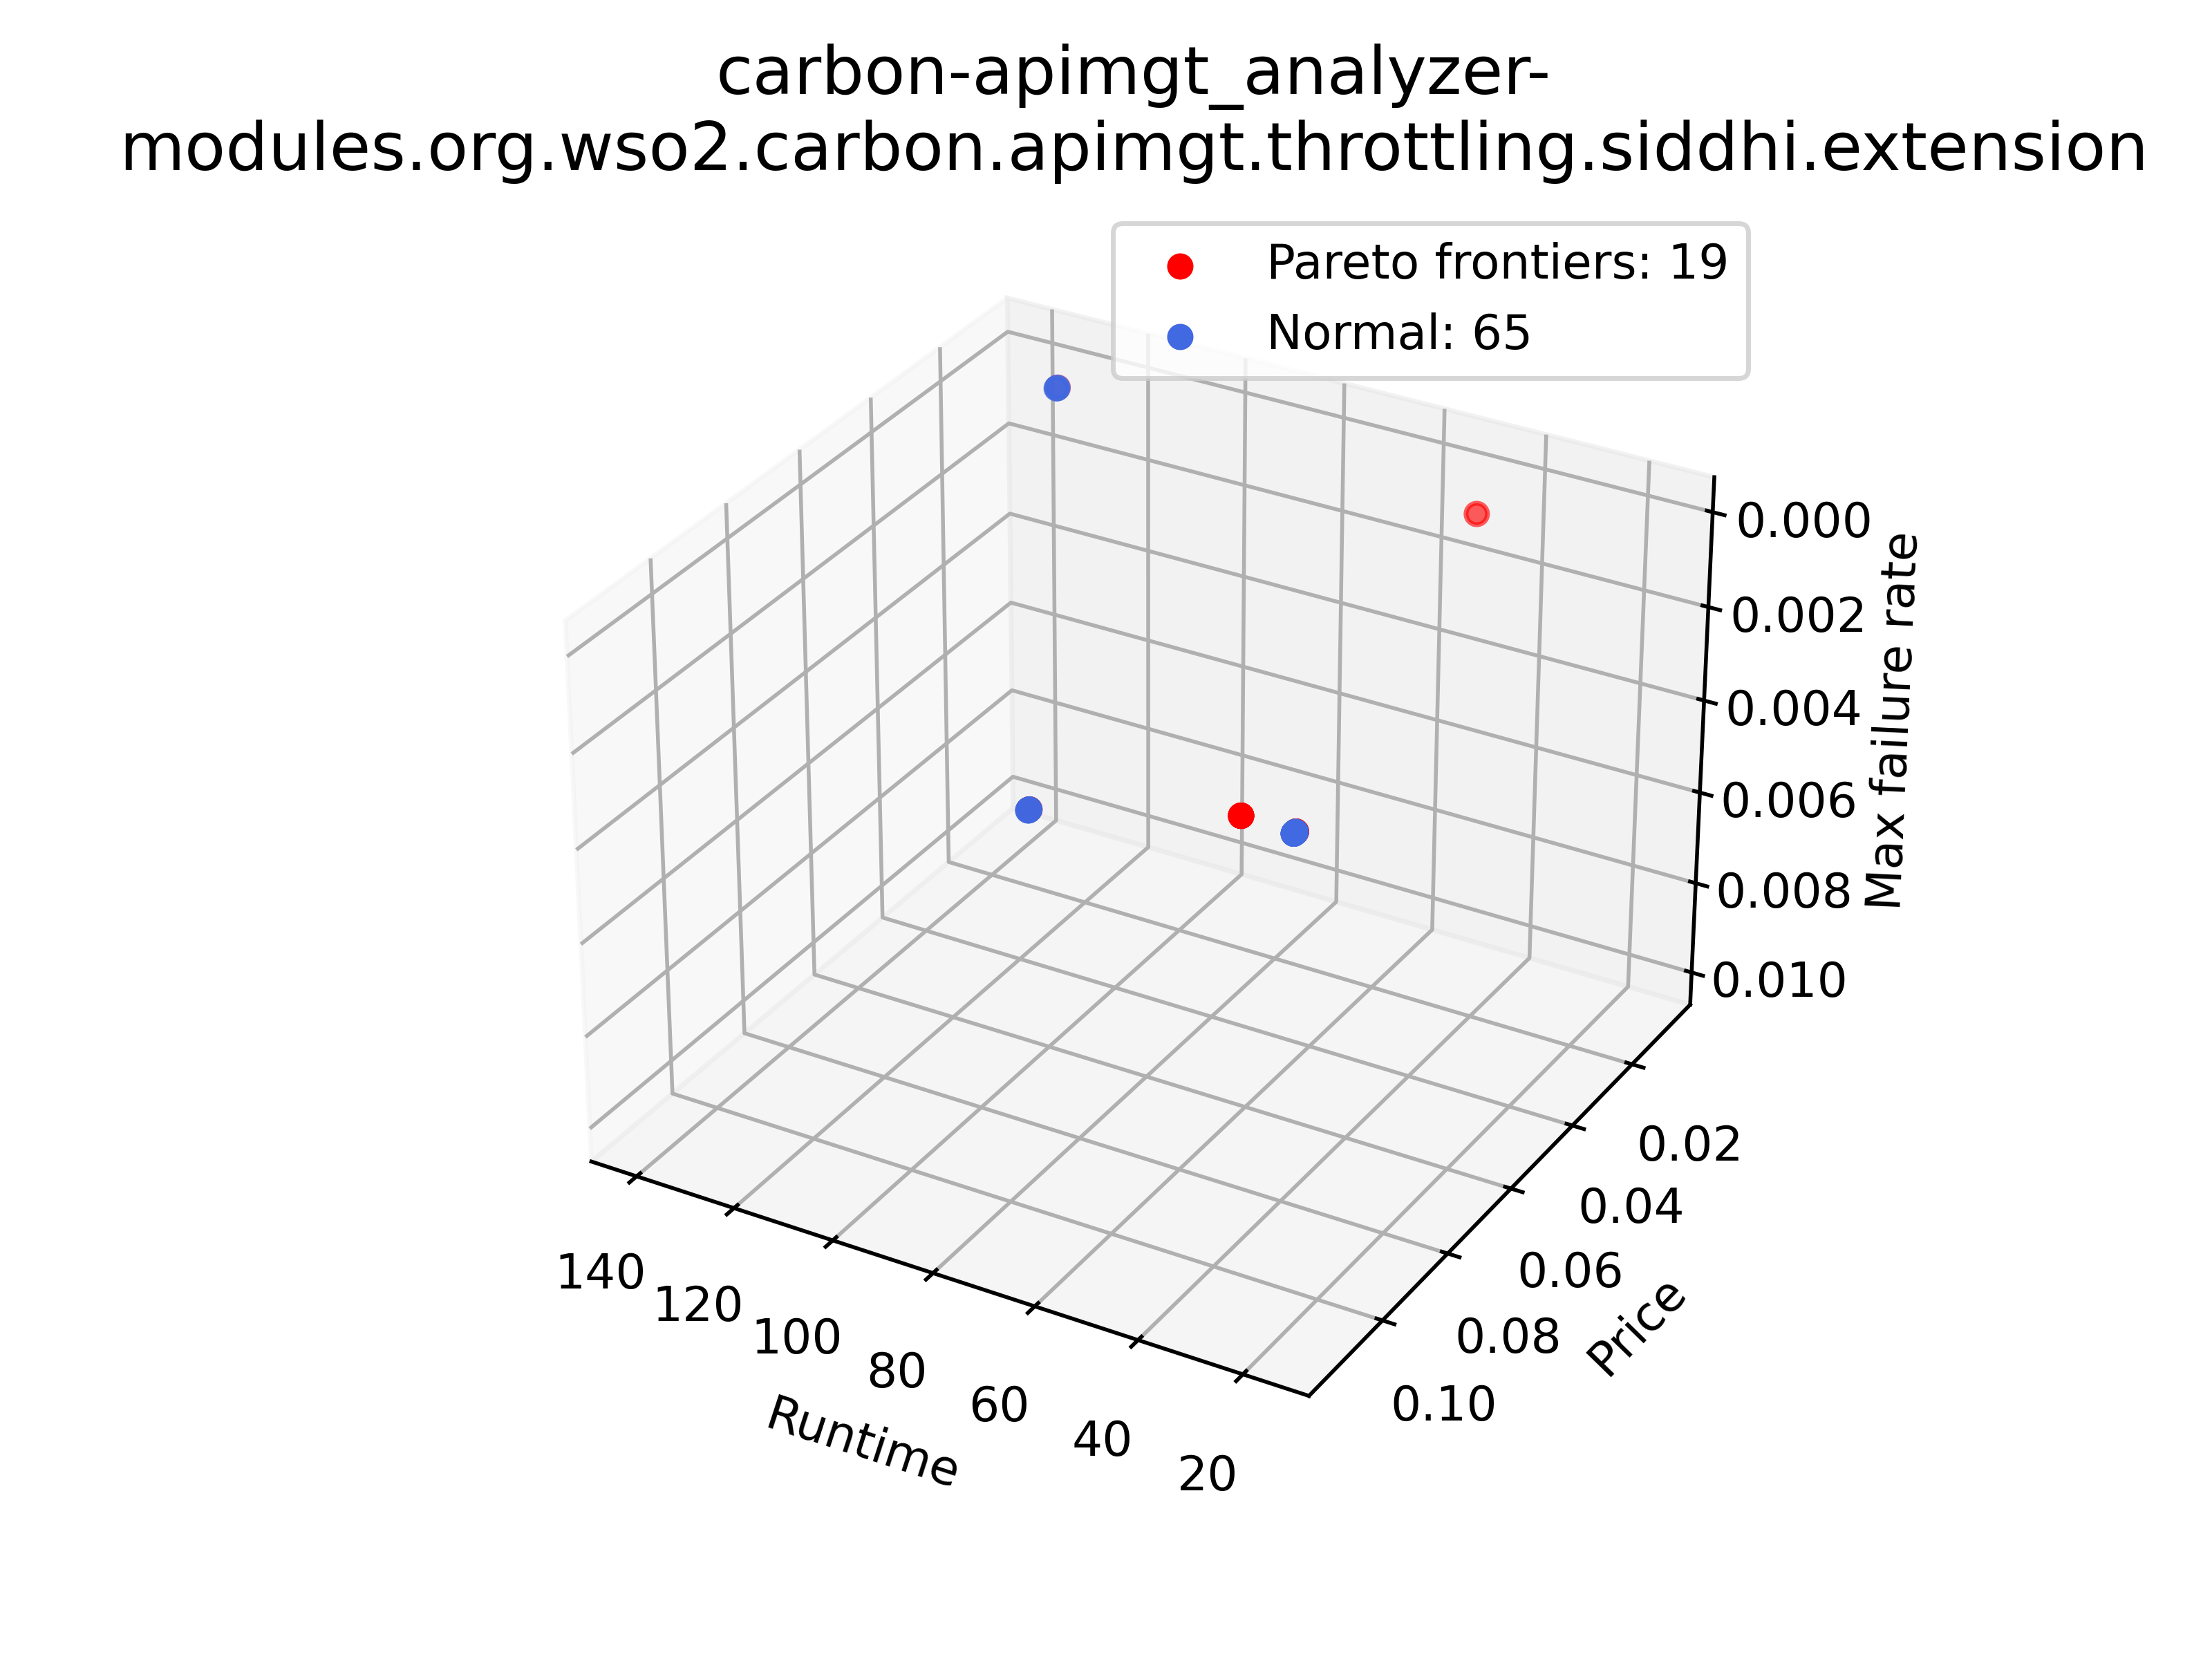 carbon-apimgt_analyzer-
modules.org.wso2.carbon.apimgt.throttling.siddhi.extension
Pareto frontiers: 19
Normal: 65
0.000
0.002
0.004
0.006
0.008
0.010
Max failure rate
0.02
0.04
0.06
0.08
0.10
Price
140
120
100
80
60
40
20
Runtime